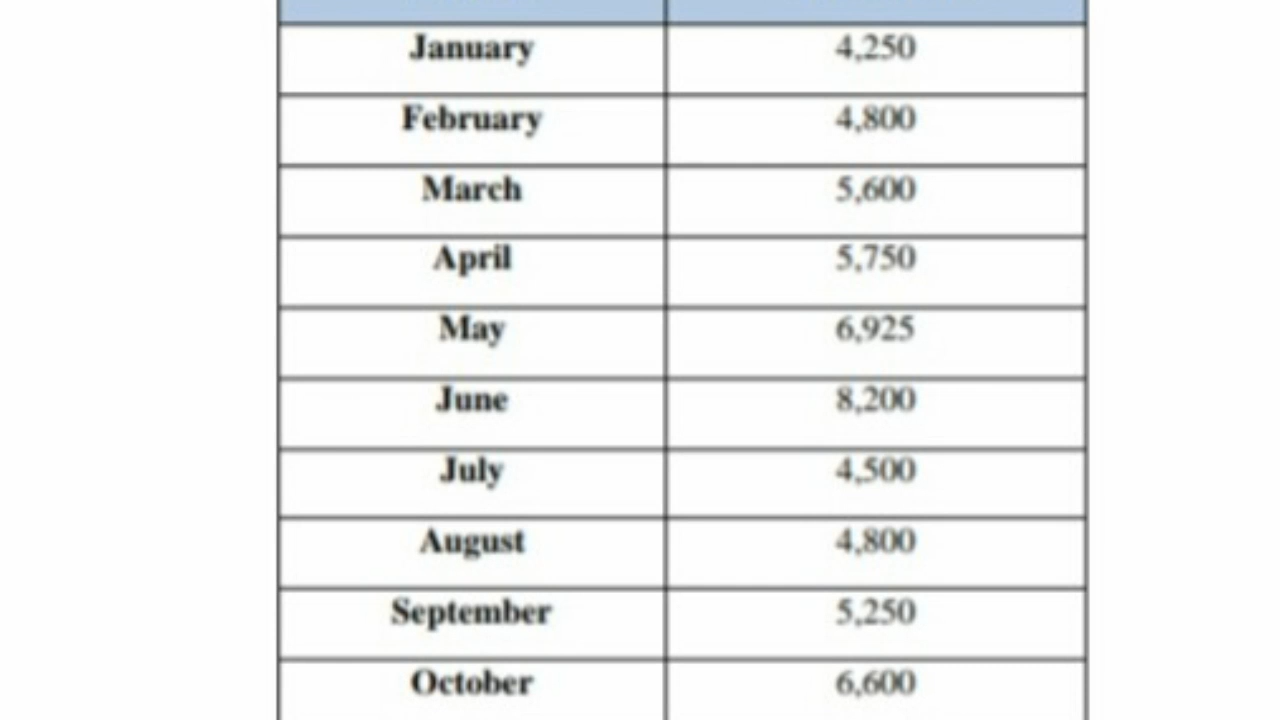 January 4,250
February 4,800
March 5,600
April 5,750
May 6,925
June 8,200
July 4,500
August 4,800
September 5,250
October 6,600